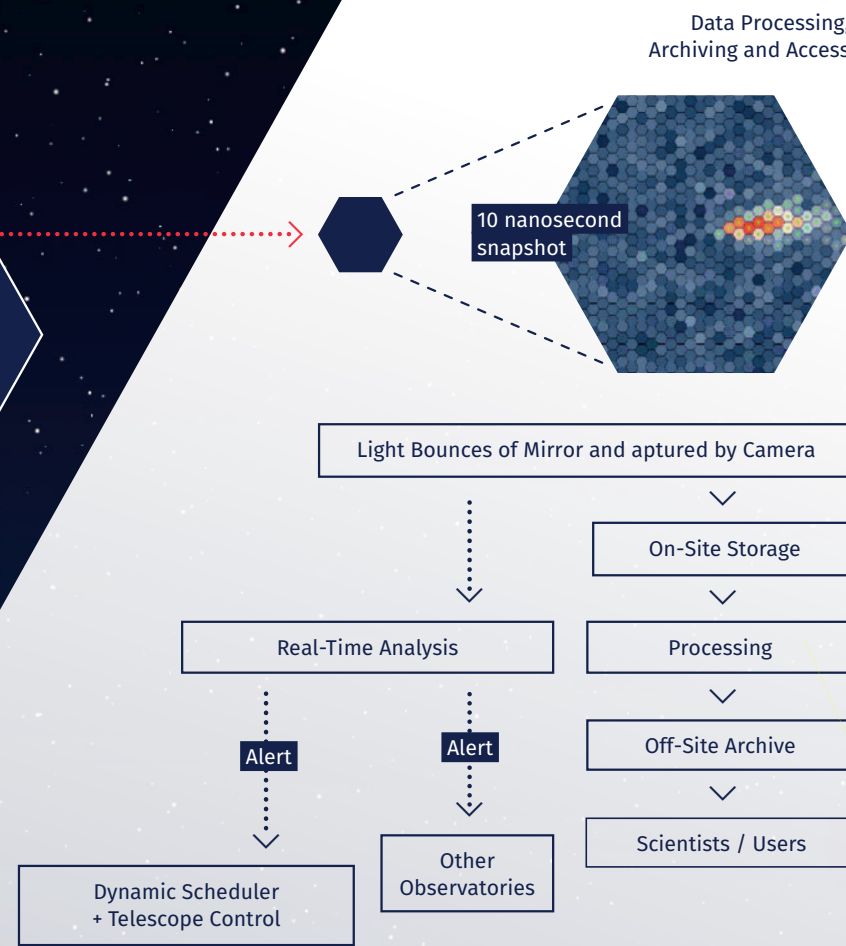 Data Processing,
Archiving and Access
10 nanosecond
snapshot
Light Bounces of Mirror and aptured by Camera
On-Site Storage
Real-Time Analysis
Processing
Alert
Alert
Off-Site Archive
Other
Observatories
Scientists / Users
Dynamic Scheduler
+ Telescope Control